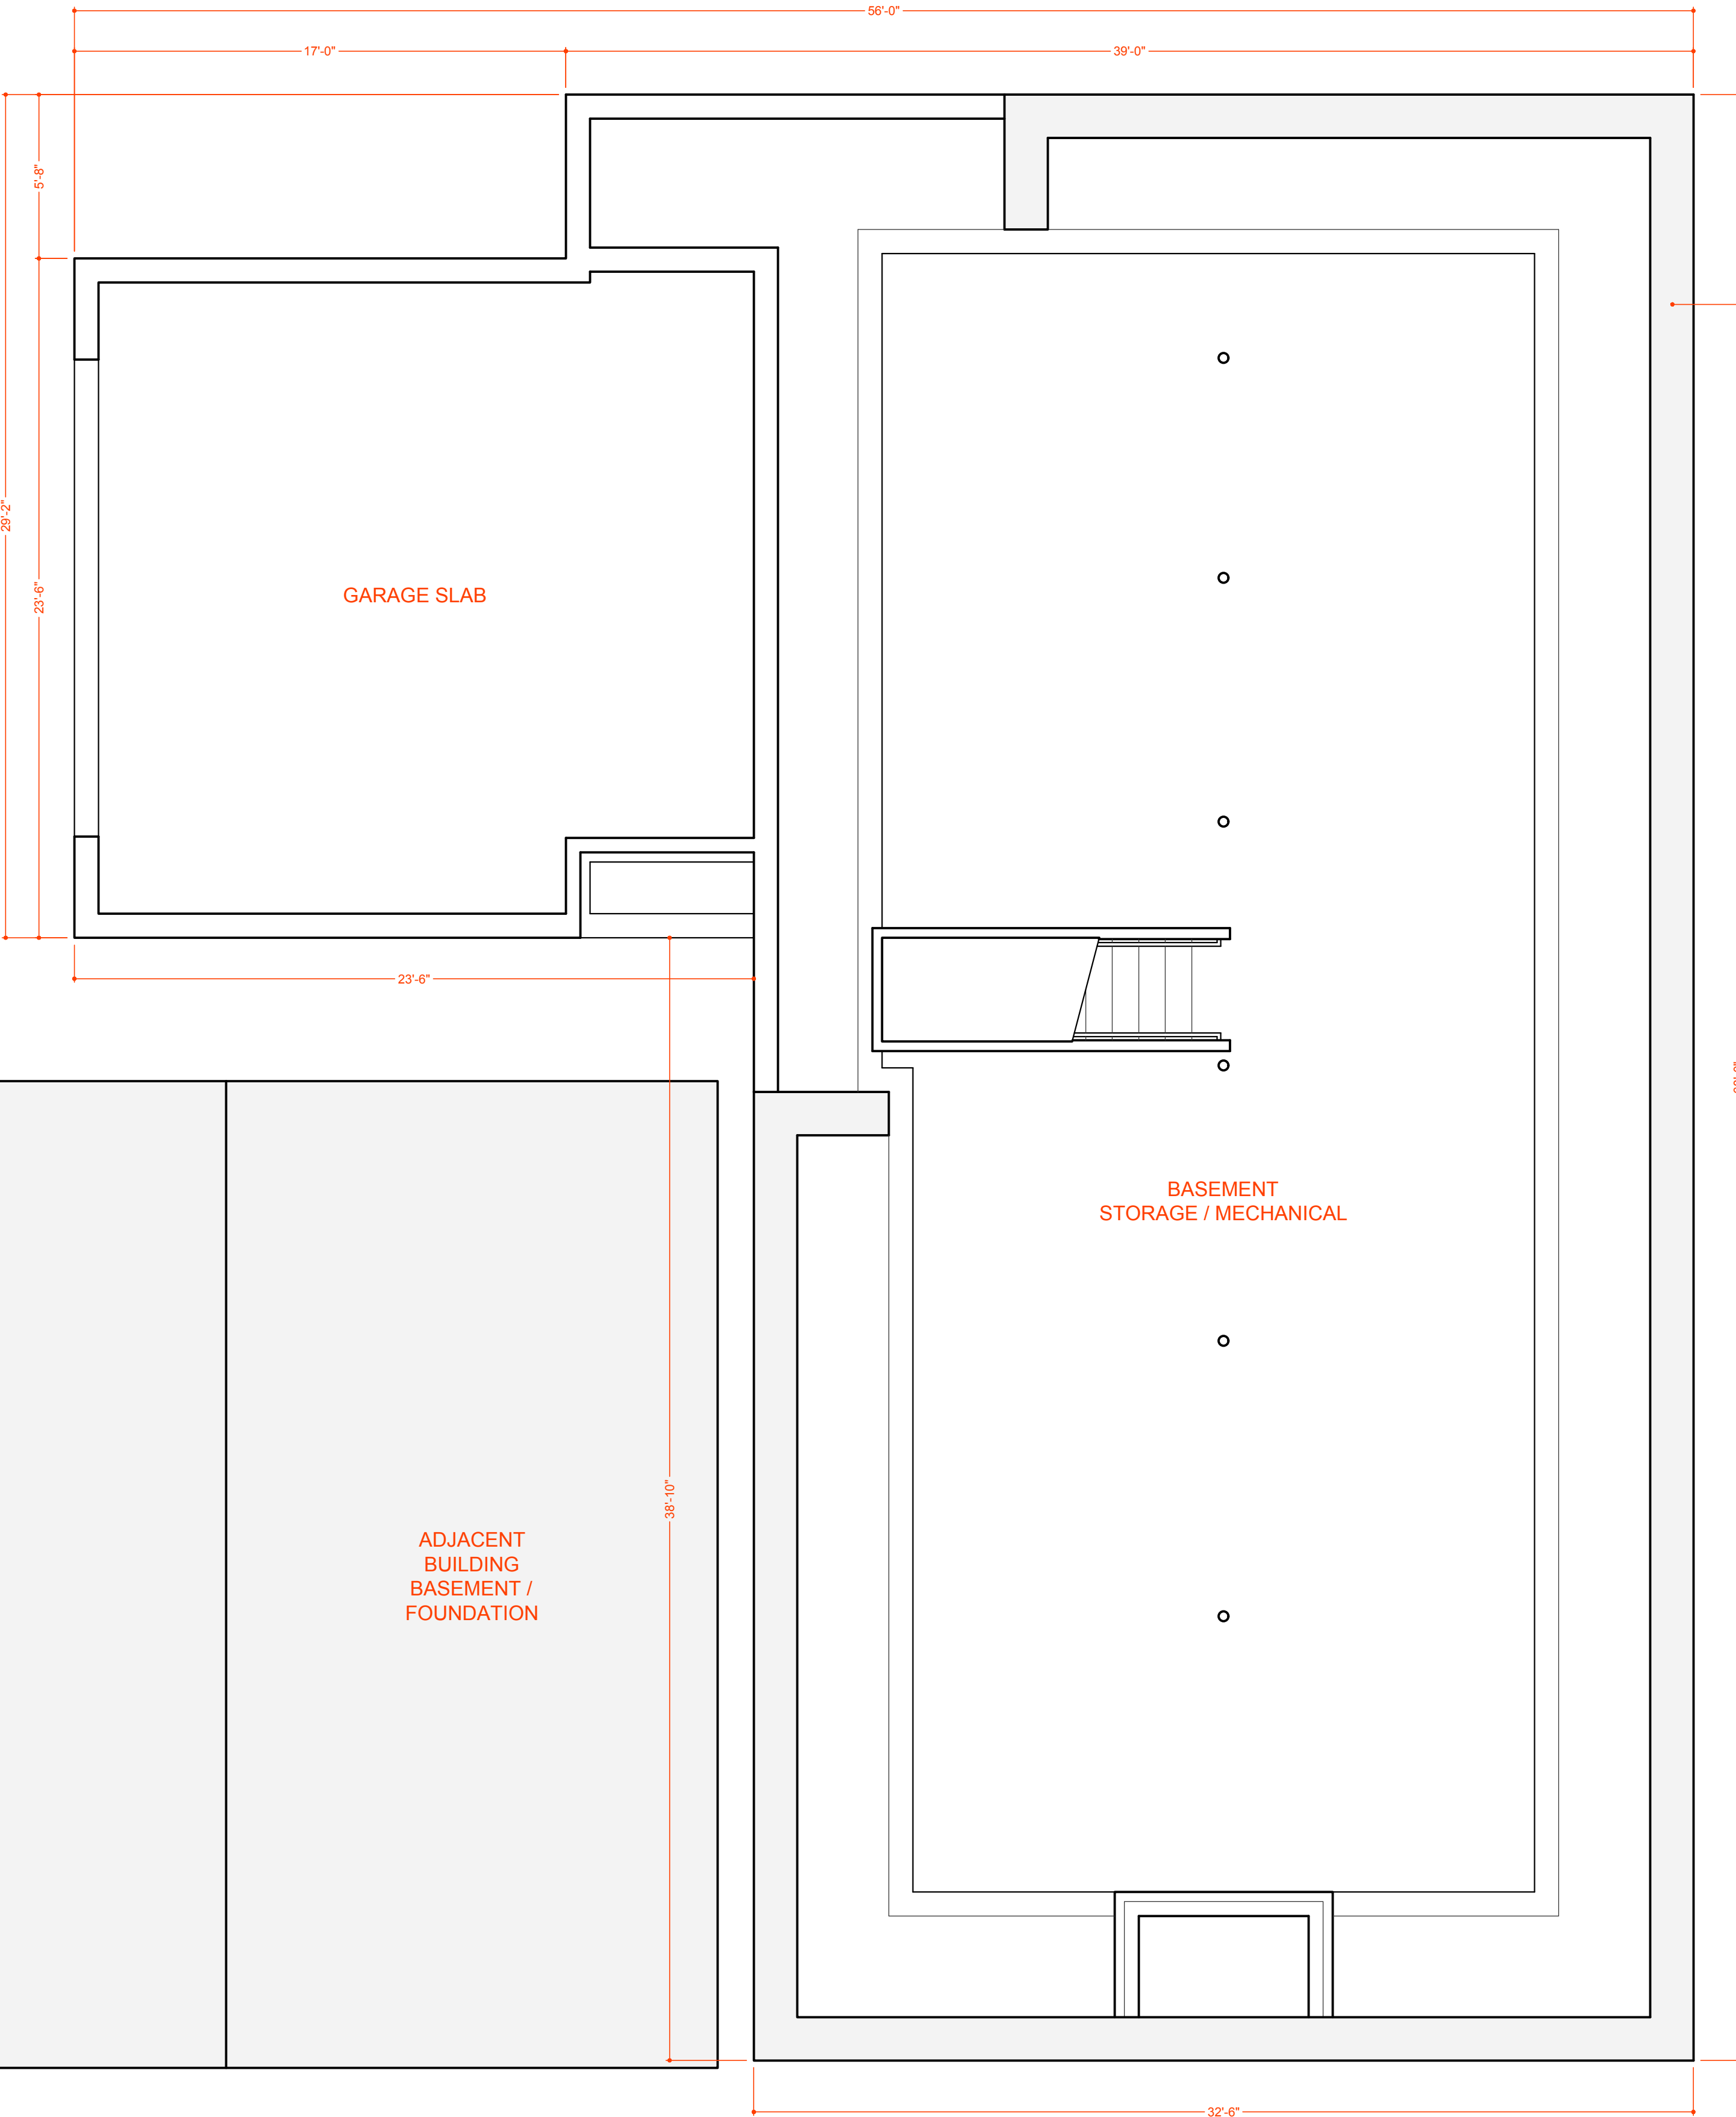 56'-0"
17'-0"
39'-0"
5'-8"
29'-2"
23'-6"
GARAGE SLAB
23'-6"
BASEMENT
STORAGE / MECHANICAL
38'-10"
ADJACENT
BUILDING
BASEMENT /
FOUNDATION
32'-6"